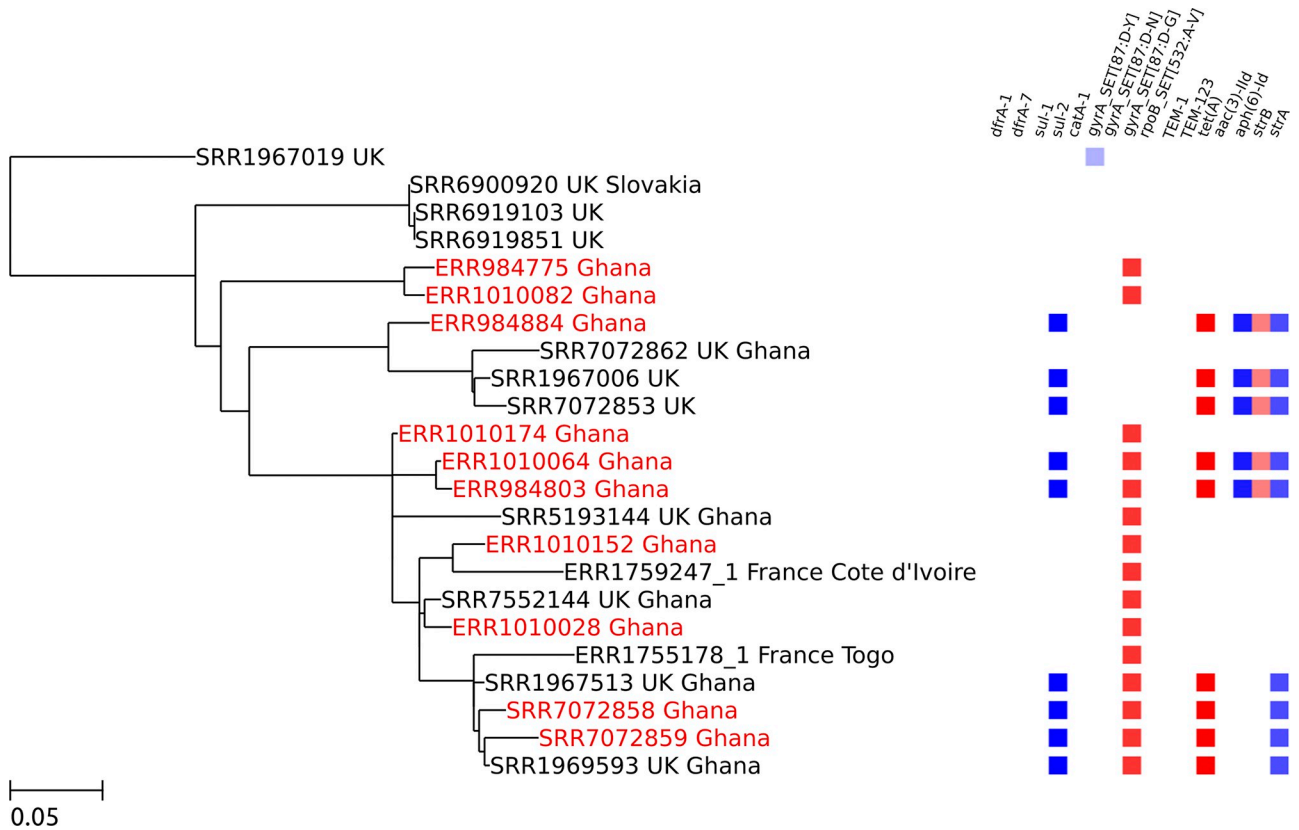 dfrA-1
dfrA-7
sul-1
sul-2
catA-1
gyrA_SET[87:D-Y]
gyrA_SET[87:D-N]
gyrA_SET[87:D-G]
rpoB_SET[532:A-V]
TEM-1
TEM-123
tet(A)
aac(3)-IId
aph(6)-Id
strB
strA
SRR1967019 UK
SRR6900920 UK Slovakia
SRR6919103 UK
SRR6919851 UK
ERR984775 Ghana
ERR1010082 Ghana
ERR984884 Ghana
SRR7072862 UK Ghana
SRR1967006 UK
SRR7072853 UK
ERR1010174 Ghana
ERR1010064 Ghana
ERR984803 Ghana
SRR5193144 UK Ghana
ERR1010152 Ghana
ERR1759247_1 France Cote d'Ivoire
SRR7552144 UK Ghana
ERR1010028 Ghana
ERR1755178_1 France Togo
SRR1967513 UK Ghana
SRR7072858 Ghana
SRR7072859 Ghana
SRR1969593 UK Ghana
0.05